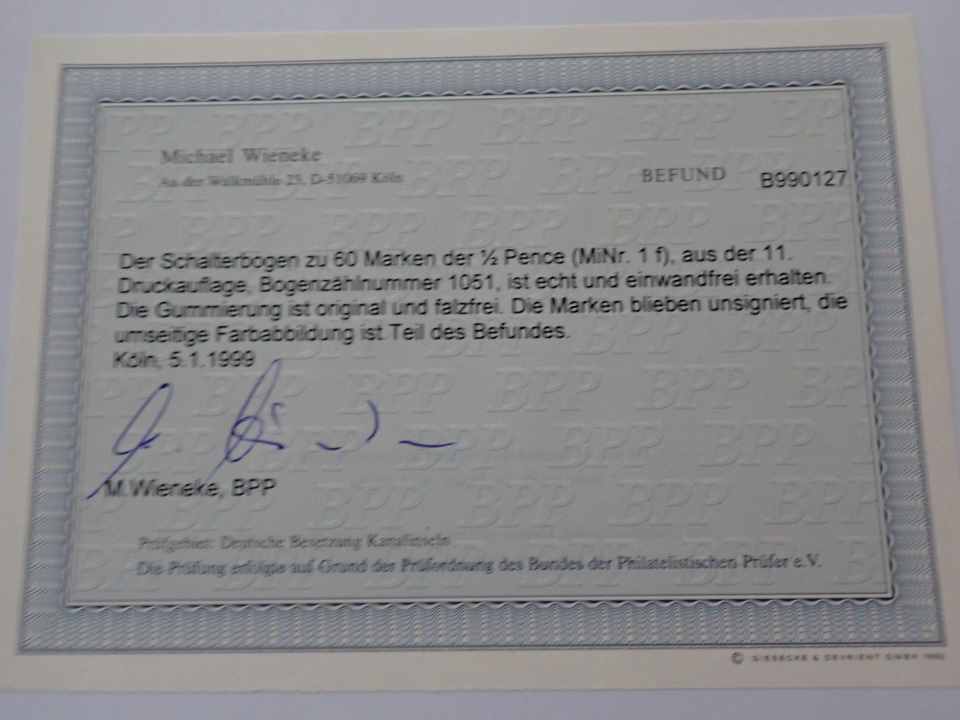 Michael Wieneke
An der Walkmühle 25, D-51069 Köln
BEFUND B990127
Der Schalterbogen zu 60 Marken der ½ Pence (MiNr. 1 f), aus der 11.
Druckauflage, Bogenzählnummer 1051, ist echt und einwandfrei erhalten.
Die Gummierung ist original und falzfrei. Die Marken blieben unsigniert, die
umseitige Farbabbildung ist Teil des Befundes.
Köln, 5.1.1999
M.Wieneke, BPP
Prüfgebiet: Deutsche Besetzung Kanalinseln
Die Prüfung erfolgte auf Grund der Prüfordnung des Bundes der Philatelistischen Prüfer e.V.
© GIESECKE & DEVRIENT GMBH